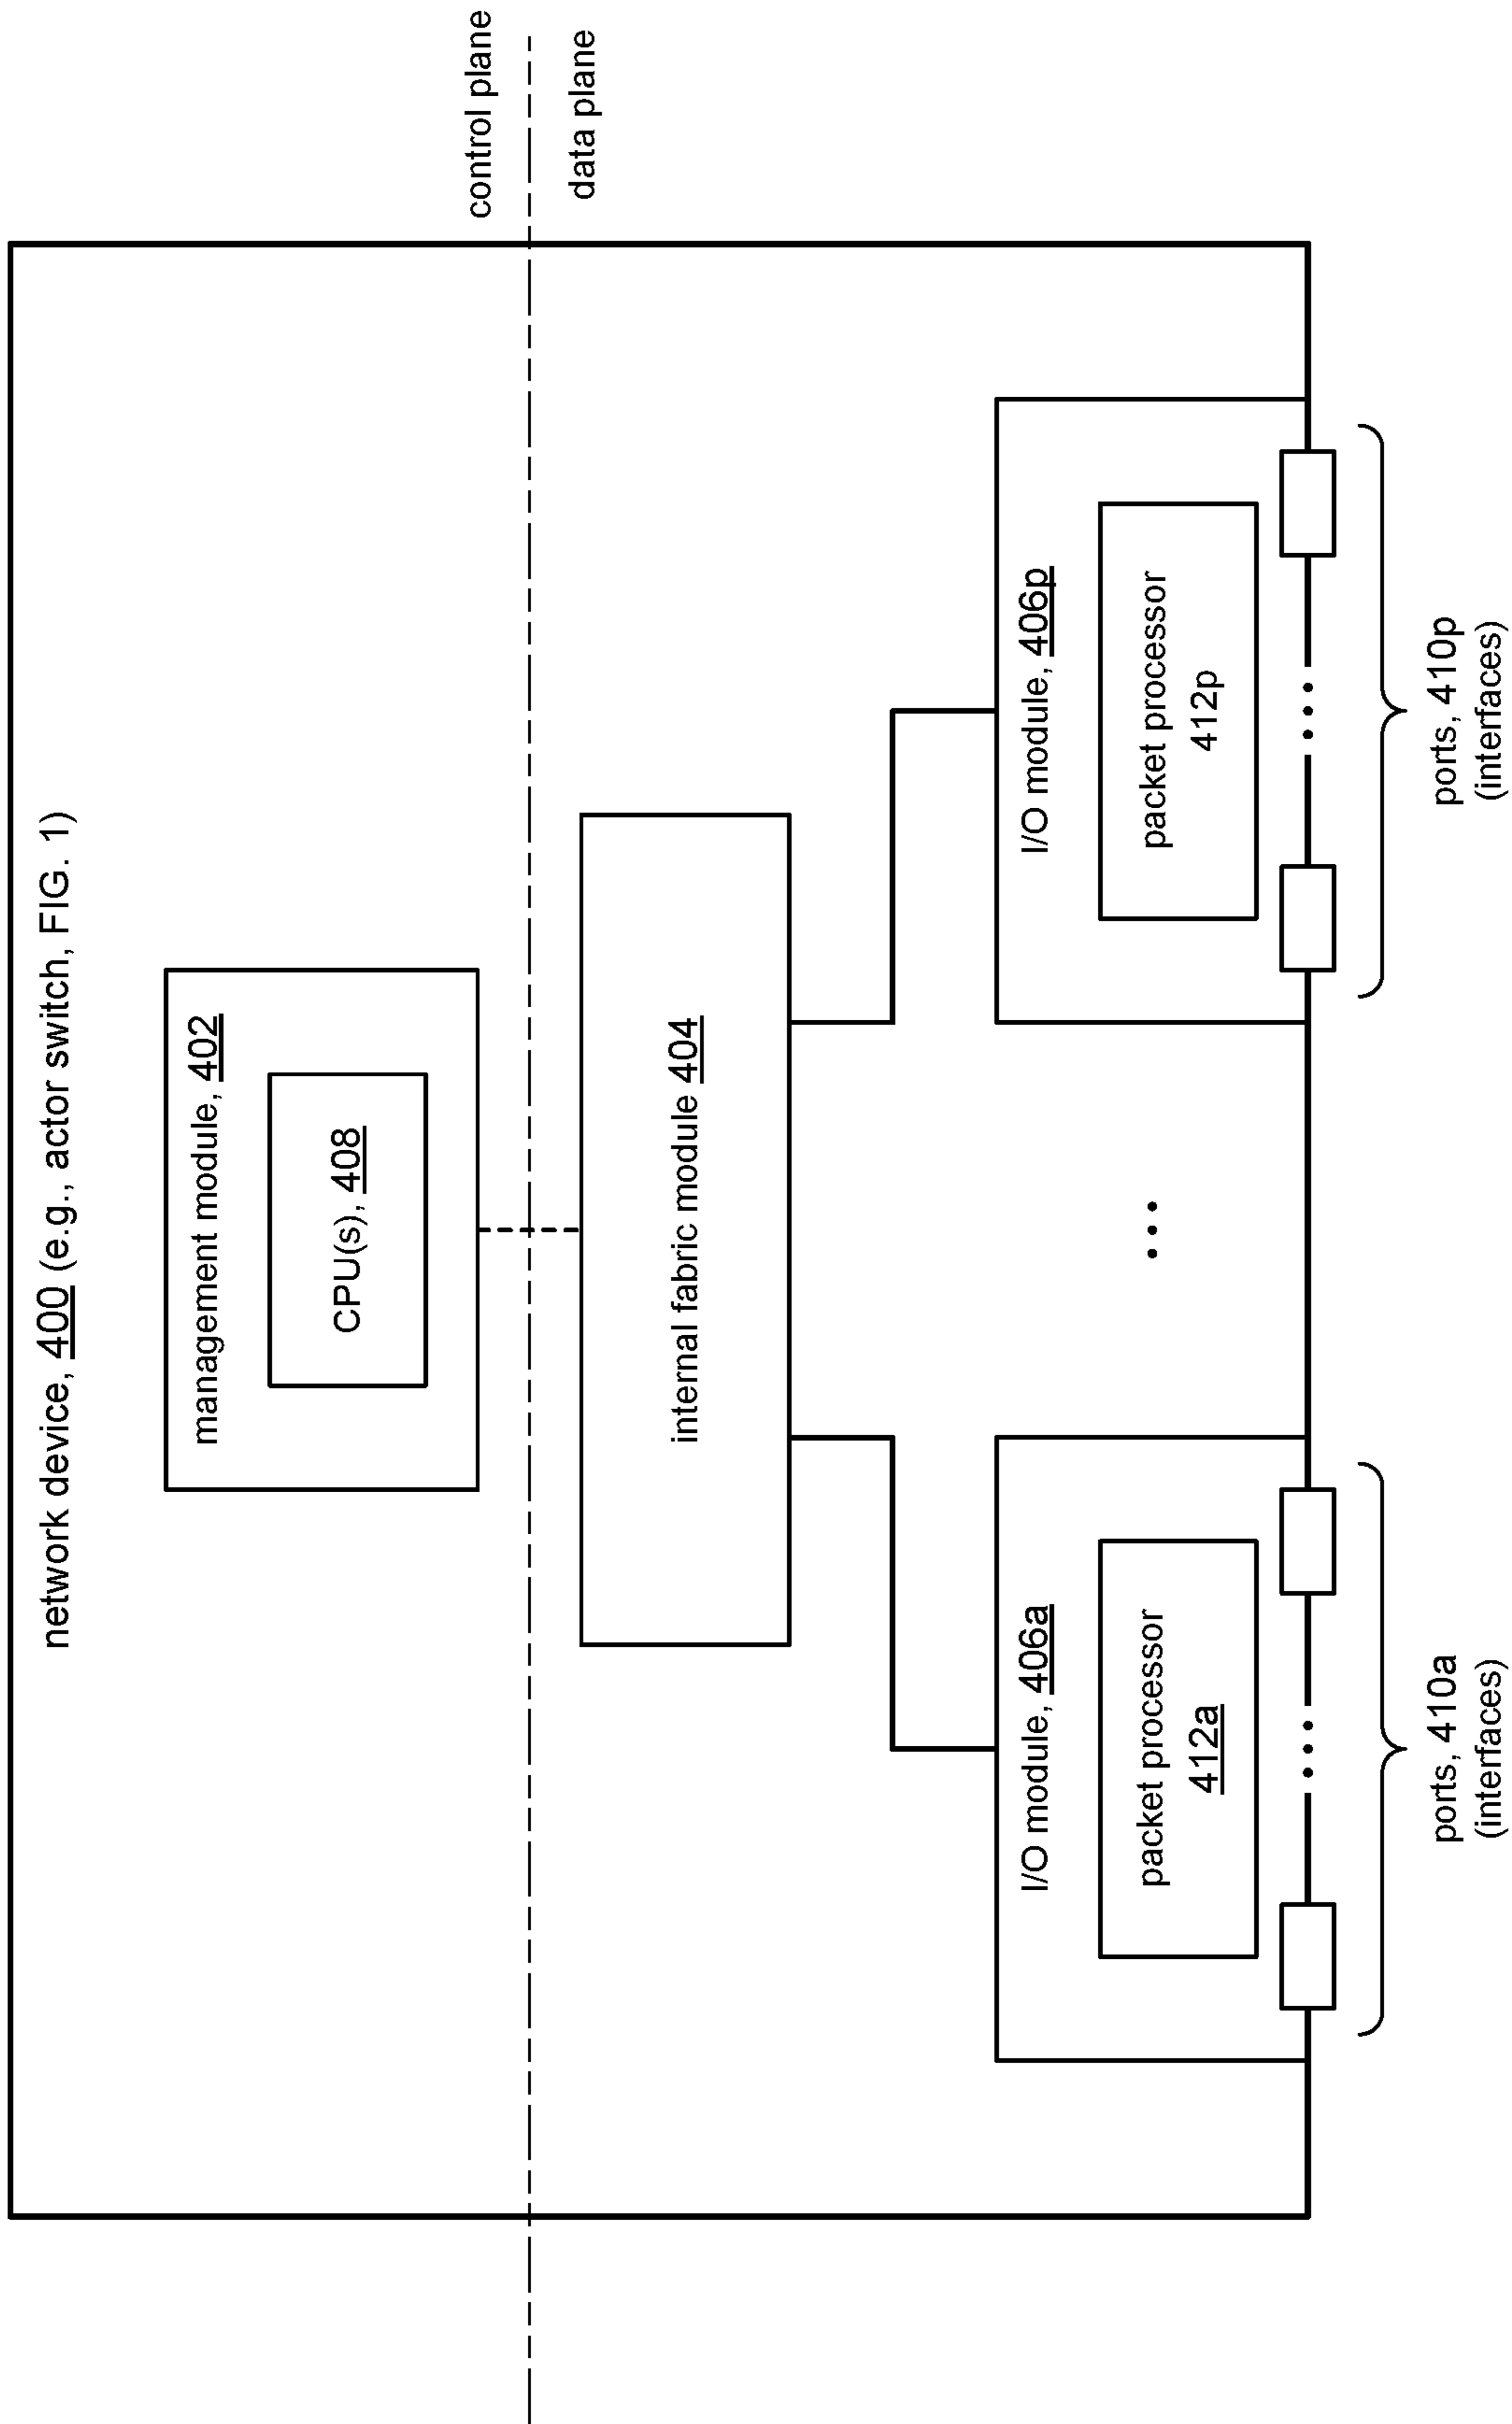 network device, 400 (e.g., actor switch, FIG. 1)
management module, 402
CPU(s), 408
control plane
data plane
internal fabric module 404
I/O module, 406a
packet processor
412a
...
I/O module, 406p
packet processor
412p
ports, 410a
(interfaces)
ports, 410p
(interfaces)